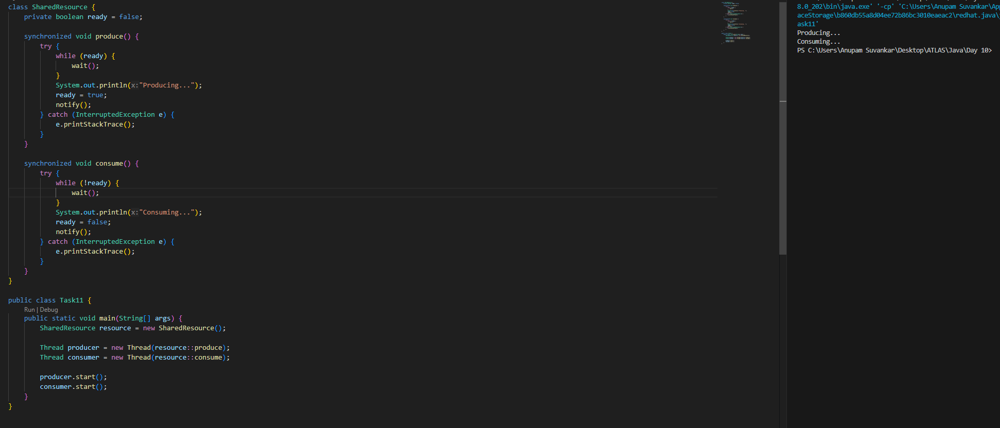 class SharedResource {
    private boolean ready = false;

    synchronized void produce() {
        try {
            while (ready) {
                wait();
            }
            System.out.println(x:"Producing...");
            ready = true;
            notify();
        } catch (InterruptedException e) {
            e.printStackTrace();
        }
    }

    synchronized void consume() {
        try {
            while (!ready) {
                wait();
            }
            System.out.println(x:"Consuming...");
            ready = false;
            notify();
        } catch (InterruptedException e) {
            e.printStackTrace();
        }
    }
}

public class Task11 {
    Run | Debug
    public static void main(String[] args) {
        SharedResource resource = new SharedResource();

        Thread producer = new Thread(resource::produce);
        Thread consumer = new Thread(resource::consume);

        producer.start();
        consumer.start();
    }
}
8.0_202\bin\java.exe' '-cp' 'C:\Users\Anupam Suvankar\App
aceStorage\b860db55a8d04ee72b86bc3010eaeac2\redhat.java\
ask11'
Producing...
Consuming...
PS C:\Users\Anupam Suvankar\Desktop\ATLAS\Java\Day 10>